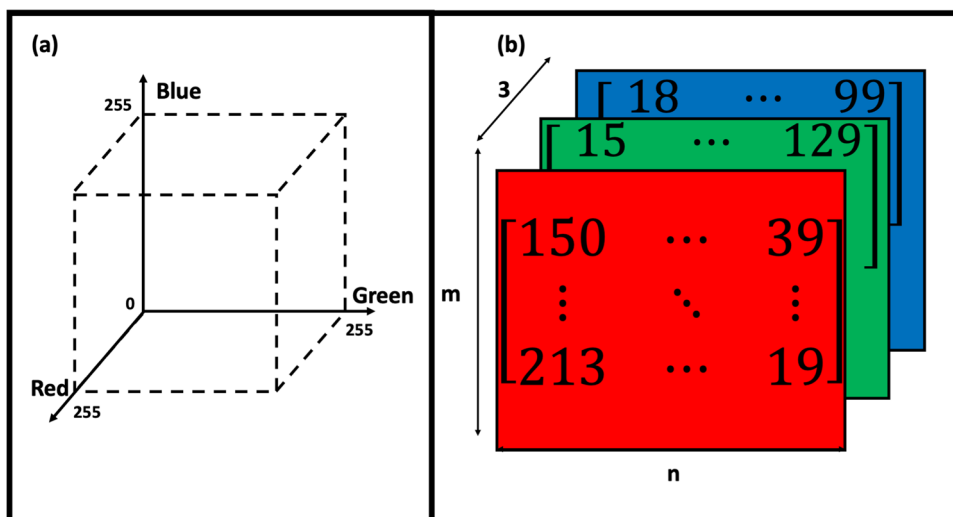 (a)
Blue
255
0
Green
255
Red
255
(b)
3
18 ⋯ 99
15 ⋯ 129
150 ⋯ 39
⋮ ⋱ ⋮
213 ⋯ 19
m
n